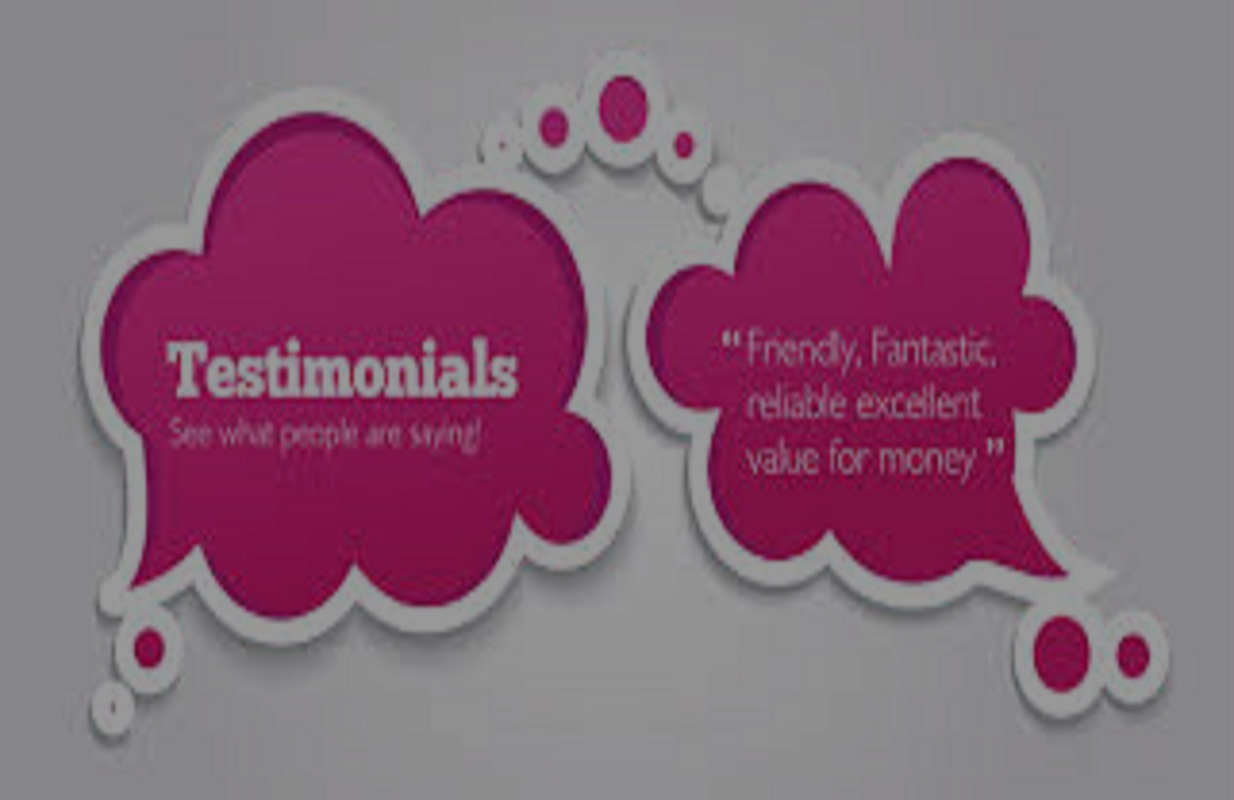 Testimonials
See what people are saying!
“Friendly, Fantastic,
reliable excellent
value for money”